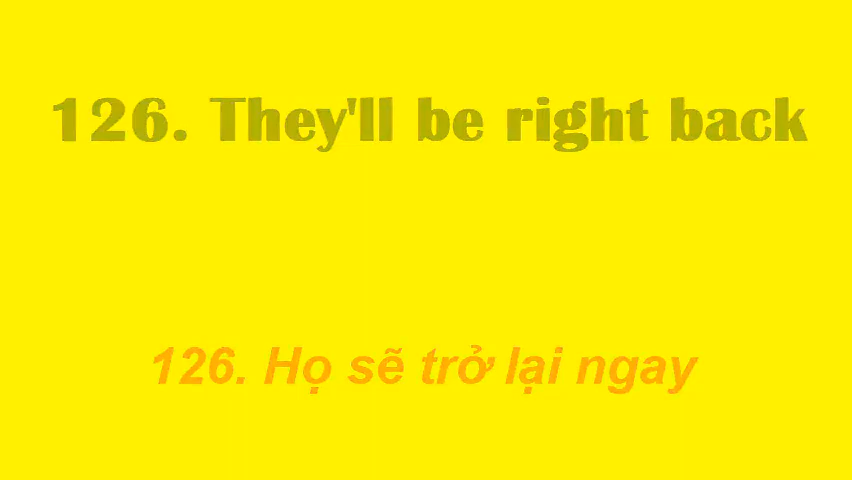 126. They'll be right back
126. Họ sẽ trở lại ngay